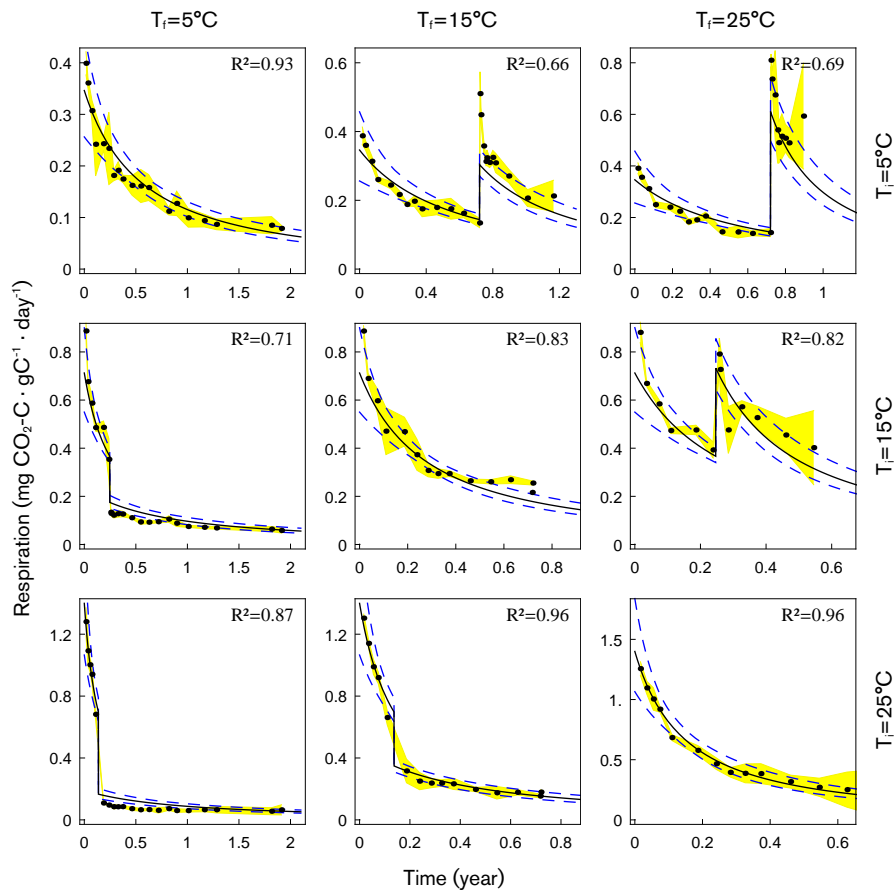 T_f=5°C T_f=15°C T_f=25°C
R²=0.93 R²=0.66 R²=0.69
0.4 0.3 0.2 0.1 0
0.6 0.4 0.2 0
0.8 0.6 0.4 0.2 0
T_i=5°C
0 0.5 1 1.5 2
0 0.4 0.8 1.2
0 0.2 0.4 0.6 0.8 1
R²=0.71 R²=0.83 R²=0.82
0.8 0.6 0.4 0.2 0
0.8 0.6 0.4 0.2 0
0.8 0.6 0.4 0.2 0
T_i=15°C
Respiration (mg CO₂-C · gC⁻¹ · day⁻¹)
0 0.5 1 1.5 2
0 0.2 0.4 0.6 0.8
0 0.2 0.4 0.6
R²=0.87 R²=0.96 R²=0.96
1.2 0.8 0.4 0
1.2 0.8 0.4 0
1.5 1. 0.5 0
T_i=25°C
0 0.5 1 1.5 2
0 0.2 0.4 0.6 0.8
0 0.2 0.4 0.6
Time (year)